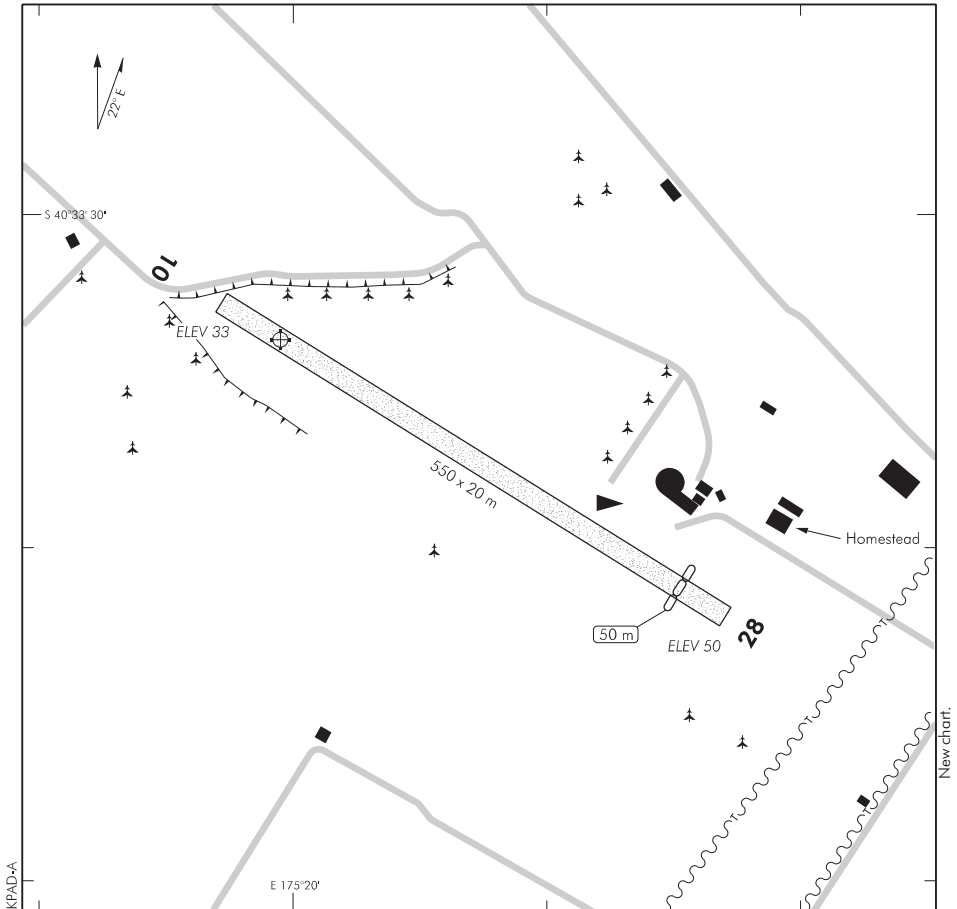 22° E
S 40°33' 30"
10
ELEV 33
550 x 20 m
Homestead
50 m
28
ELEV 50
New chart.
E 175°20'
KPAD-A